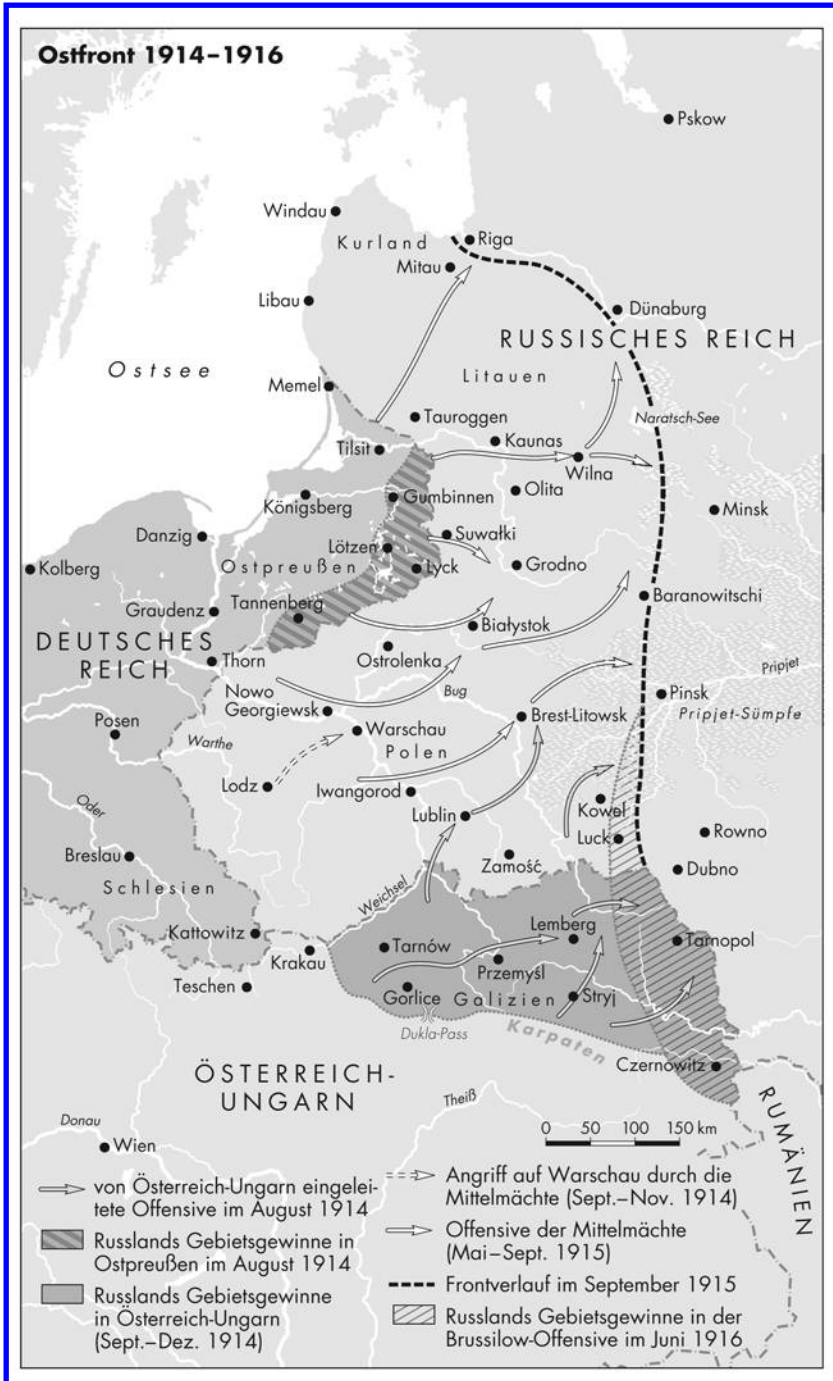 Ostfront 1914–1916
Pskow
Windau
Kurland
Riga
Mitau
Libau
Dünaburg
RUSSISCHES REICH
Ostsee
Litauen
Memel
Naratsch-See
Tauroggen
Tilsit
Kaunas
Wilna
Königsberg
Gumbinnen
Olita
Minsk
Danzig
Suwałki
Lötzen
Kolberg
Ostpreußen
Lyck
Grodno
Baranowitschi
Graudenz
Tannenberg
Białystok
DEUTSCHES
REICH
Thorn
Ostrolenka
Pripjet
Nowo
Georgiewsk
Bug
Pinsk
Posen
Warthe
Warschau
Brest-Litowsk
Pripjet-Sümpfe
Polen
Lodz
Iwangorod
Oder
Lublin
Kowel
Luck
Rowno
Breslau
Zamość
Dubno
Schlesien
Weichsel
Kattowitz
Krakau
Tarnów
Lemberg
Tarnopol
Przemyśl
Teschen
Gorlice
Galizien
Stryj
Dukla-Pass
Karpaten
Czernowitz
ÖSTERREICH-
UNGARN
Theiß
RUMÄNIEN
Donau
Wien
0 50 100 150 km
von Österreich-Ungarn eingelei-
tete Offensive im August 1914
Russlands Gebietsgewinne in
Ostpreußen im August 1914
Russlands Gebietsgewinne
in Österreich-Ungarn
(Sept.–Dez. 1914)
Angriff auf Warschau durch die
Mittelmächte (Sept.–Nov. 1914)
Offensive der Mittelmächte
(Mai–Sept. 1915)
Frontverlauf im September 1915
Russlands Gebietsgewinne in der
Brussilow-Offensive im Juni 1916